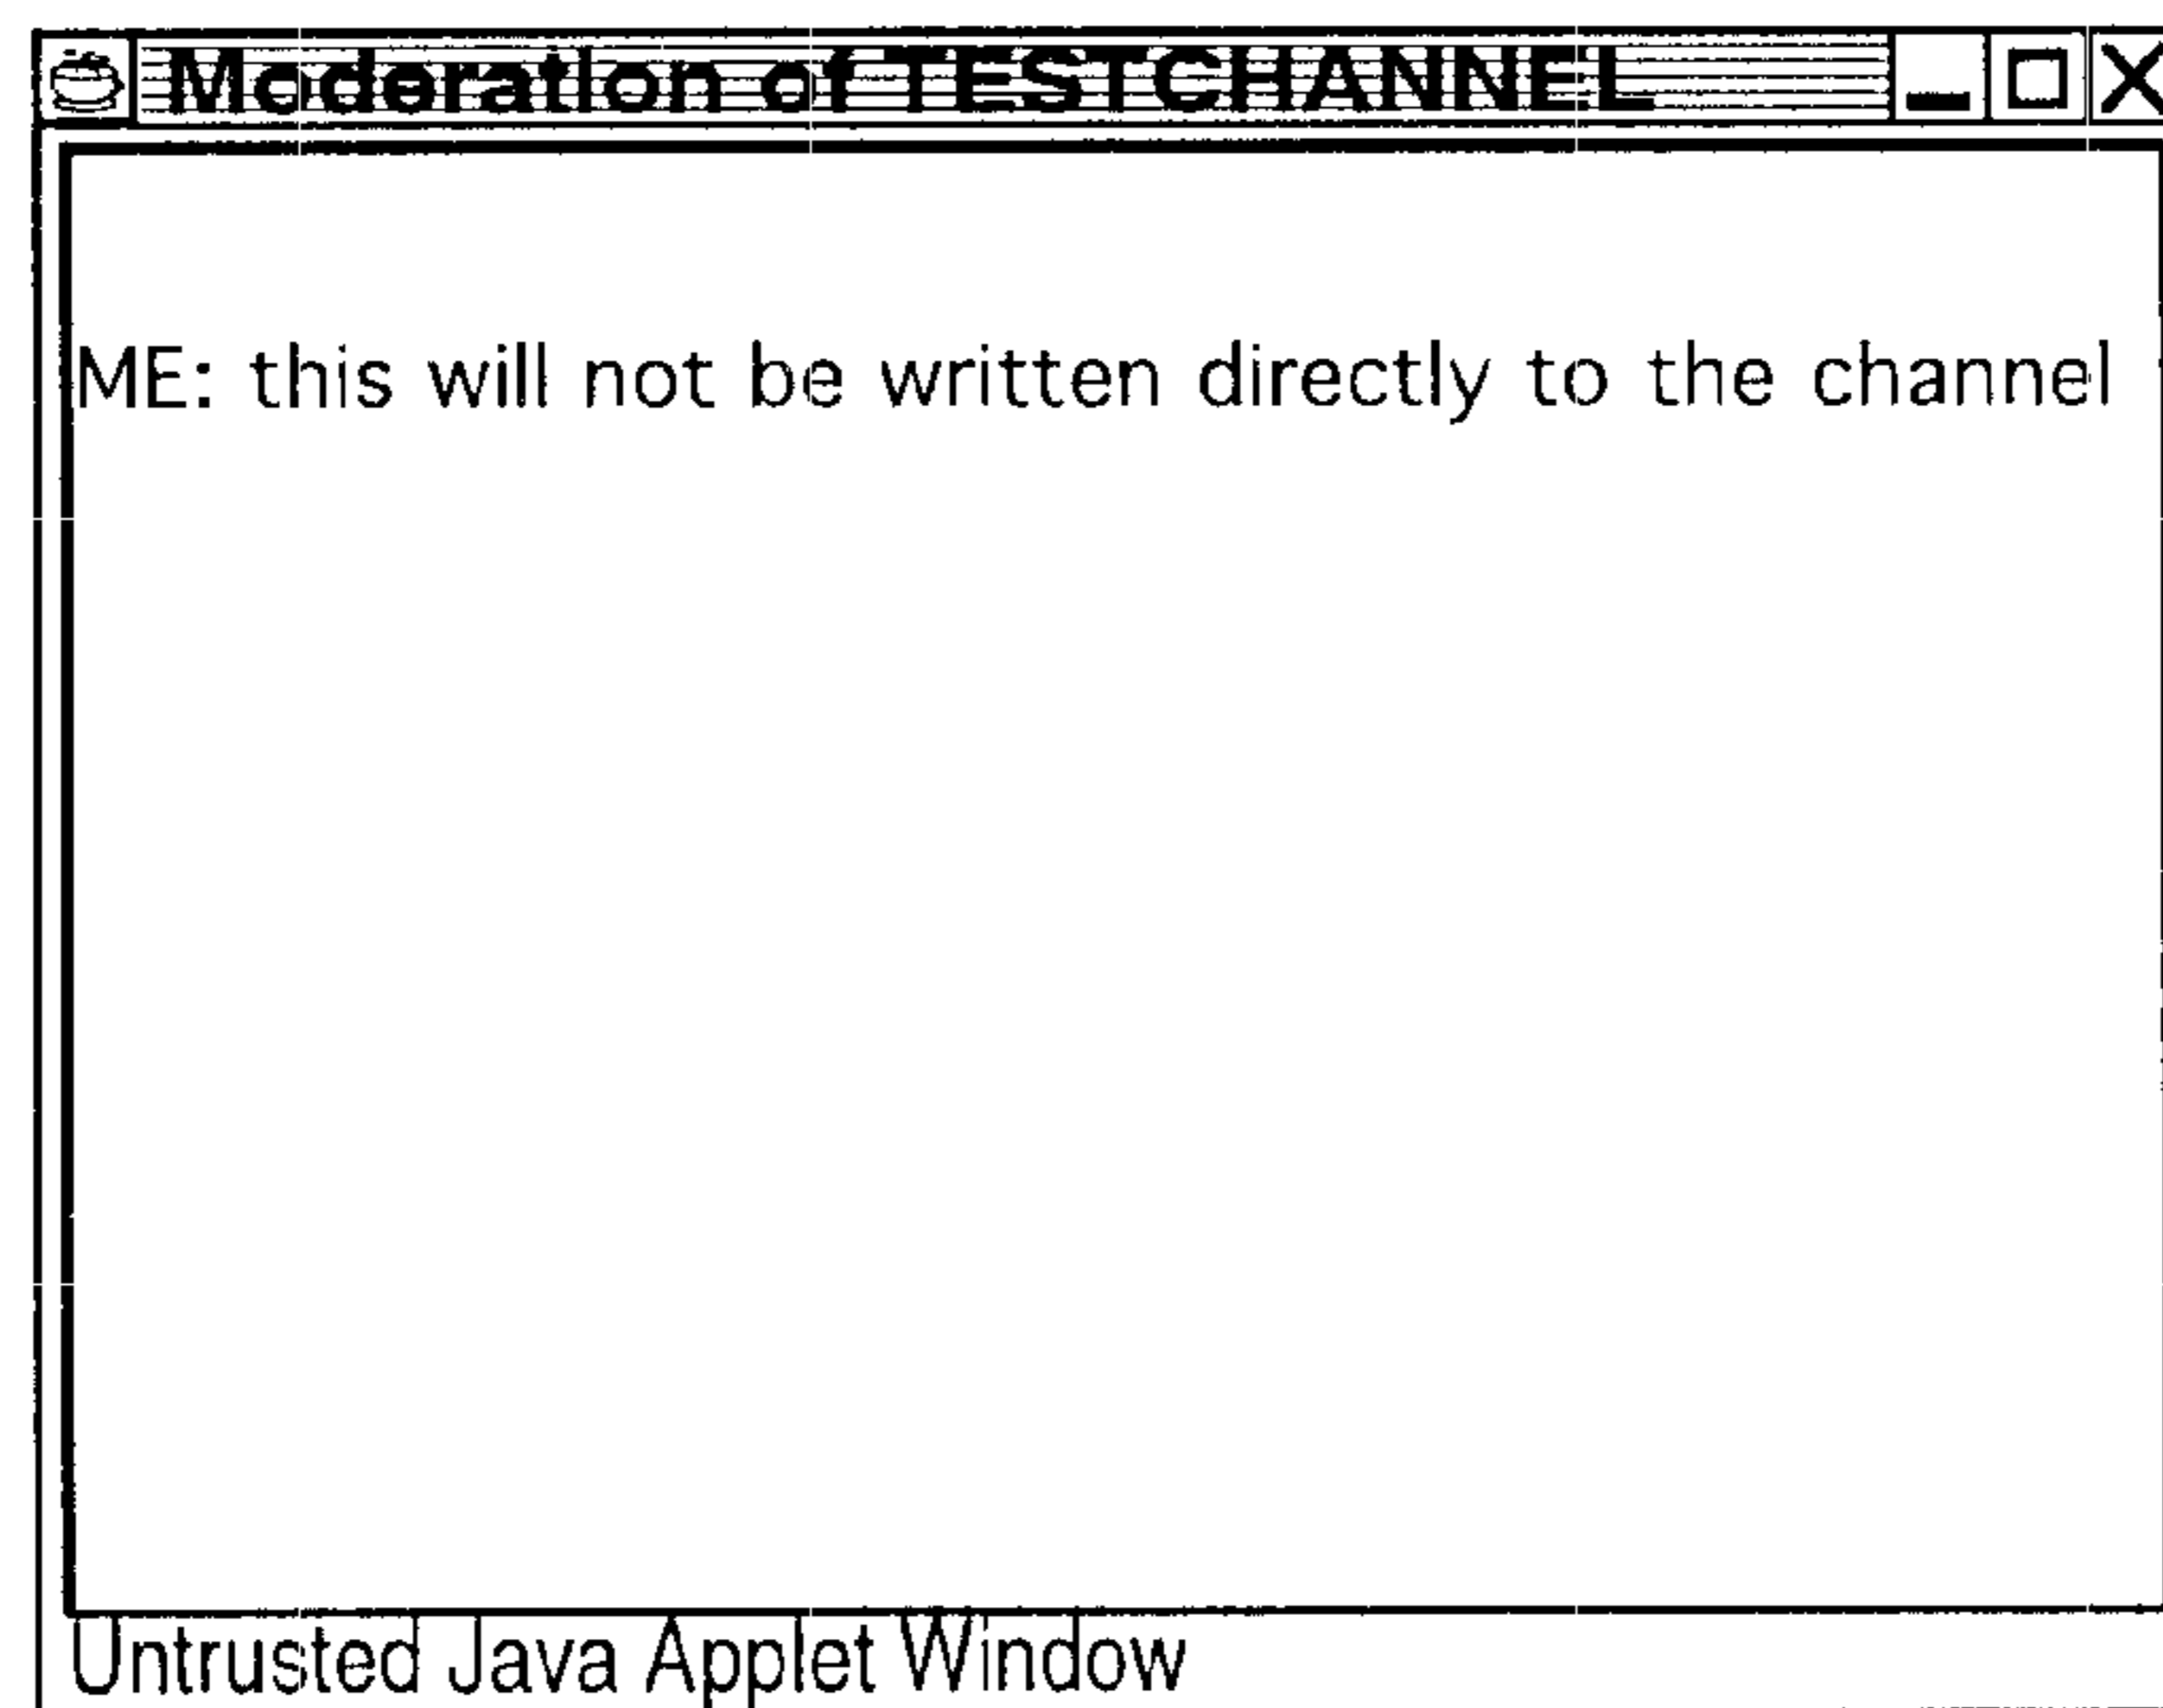 Moderation of TESTCHANNEL
ME: this will not be written directly to the channel
Untrusted Java Applet Window